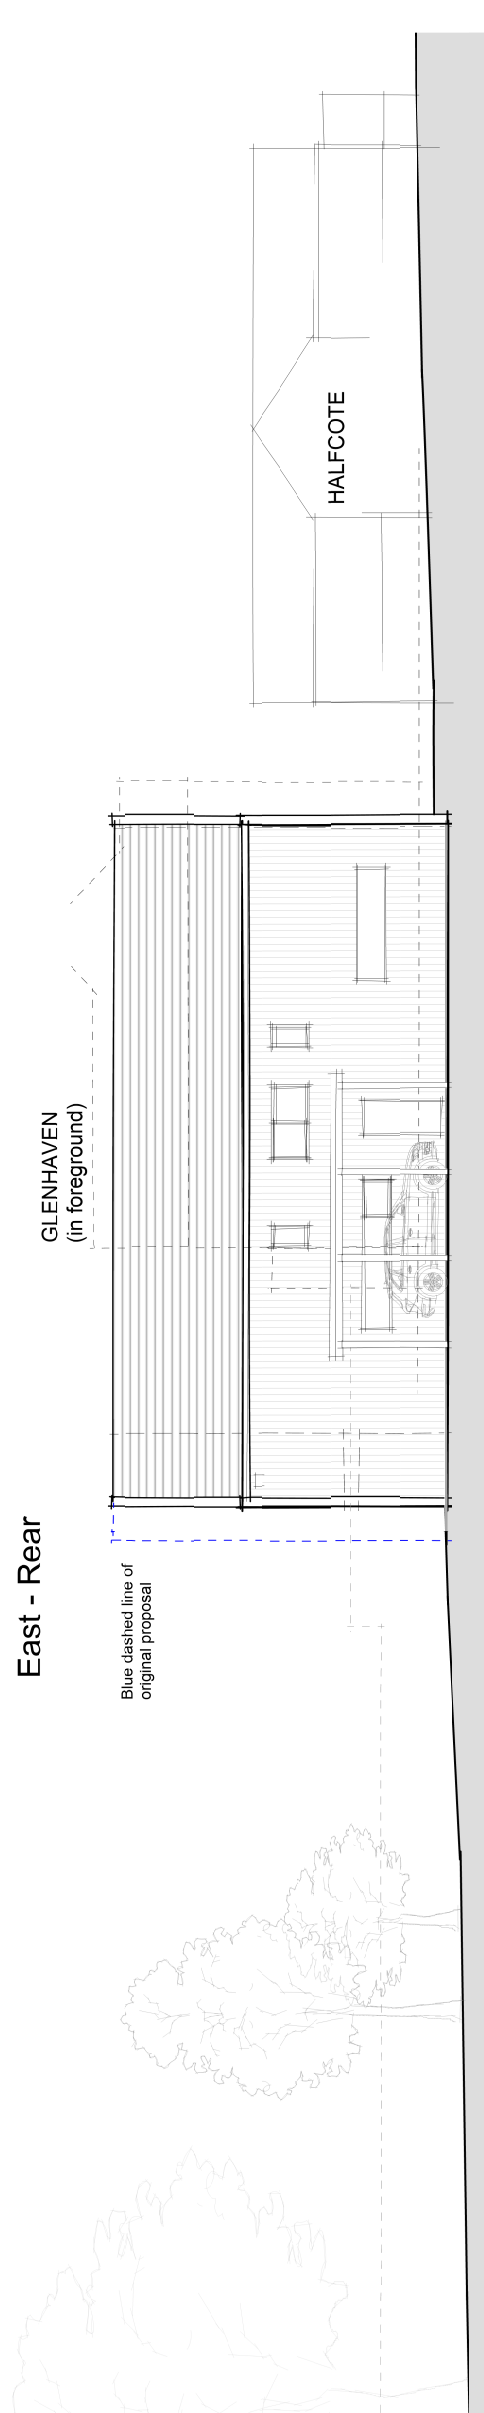 East - Rear
GLENHAVEN
(in foreground)
Blue dashed line of
original proposal
HALFCOTE